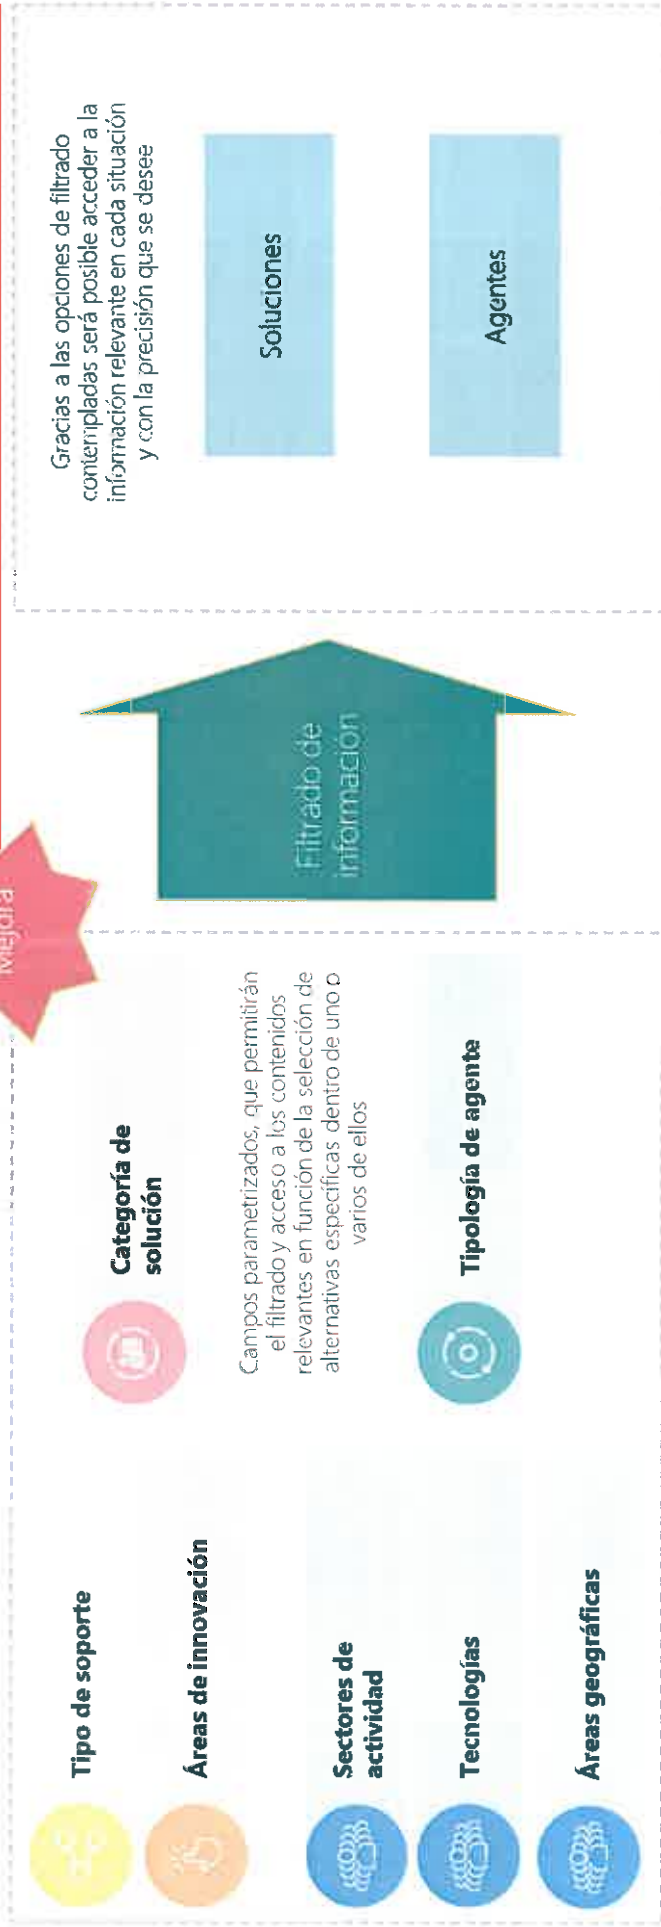 Mejora
Tipo de soporte
Áreas de innovación
Sectores de
actividad
Tecnologías
Áreas geográficas
Categoría de
solución
Campos parametrizados, que permitirán
el filtrado y acceso a los contenidos
relevantes en función de la selección de
alternativas específicas dentro de uno o
varios de ellos
Tipología de agente
Filtrado de
información
Gracias a las opciones de filtrado
contempladas será posible acceder a la
información relevante en cada situación
y con la precisión que se desee
Soluciones
Agentes